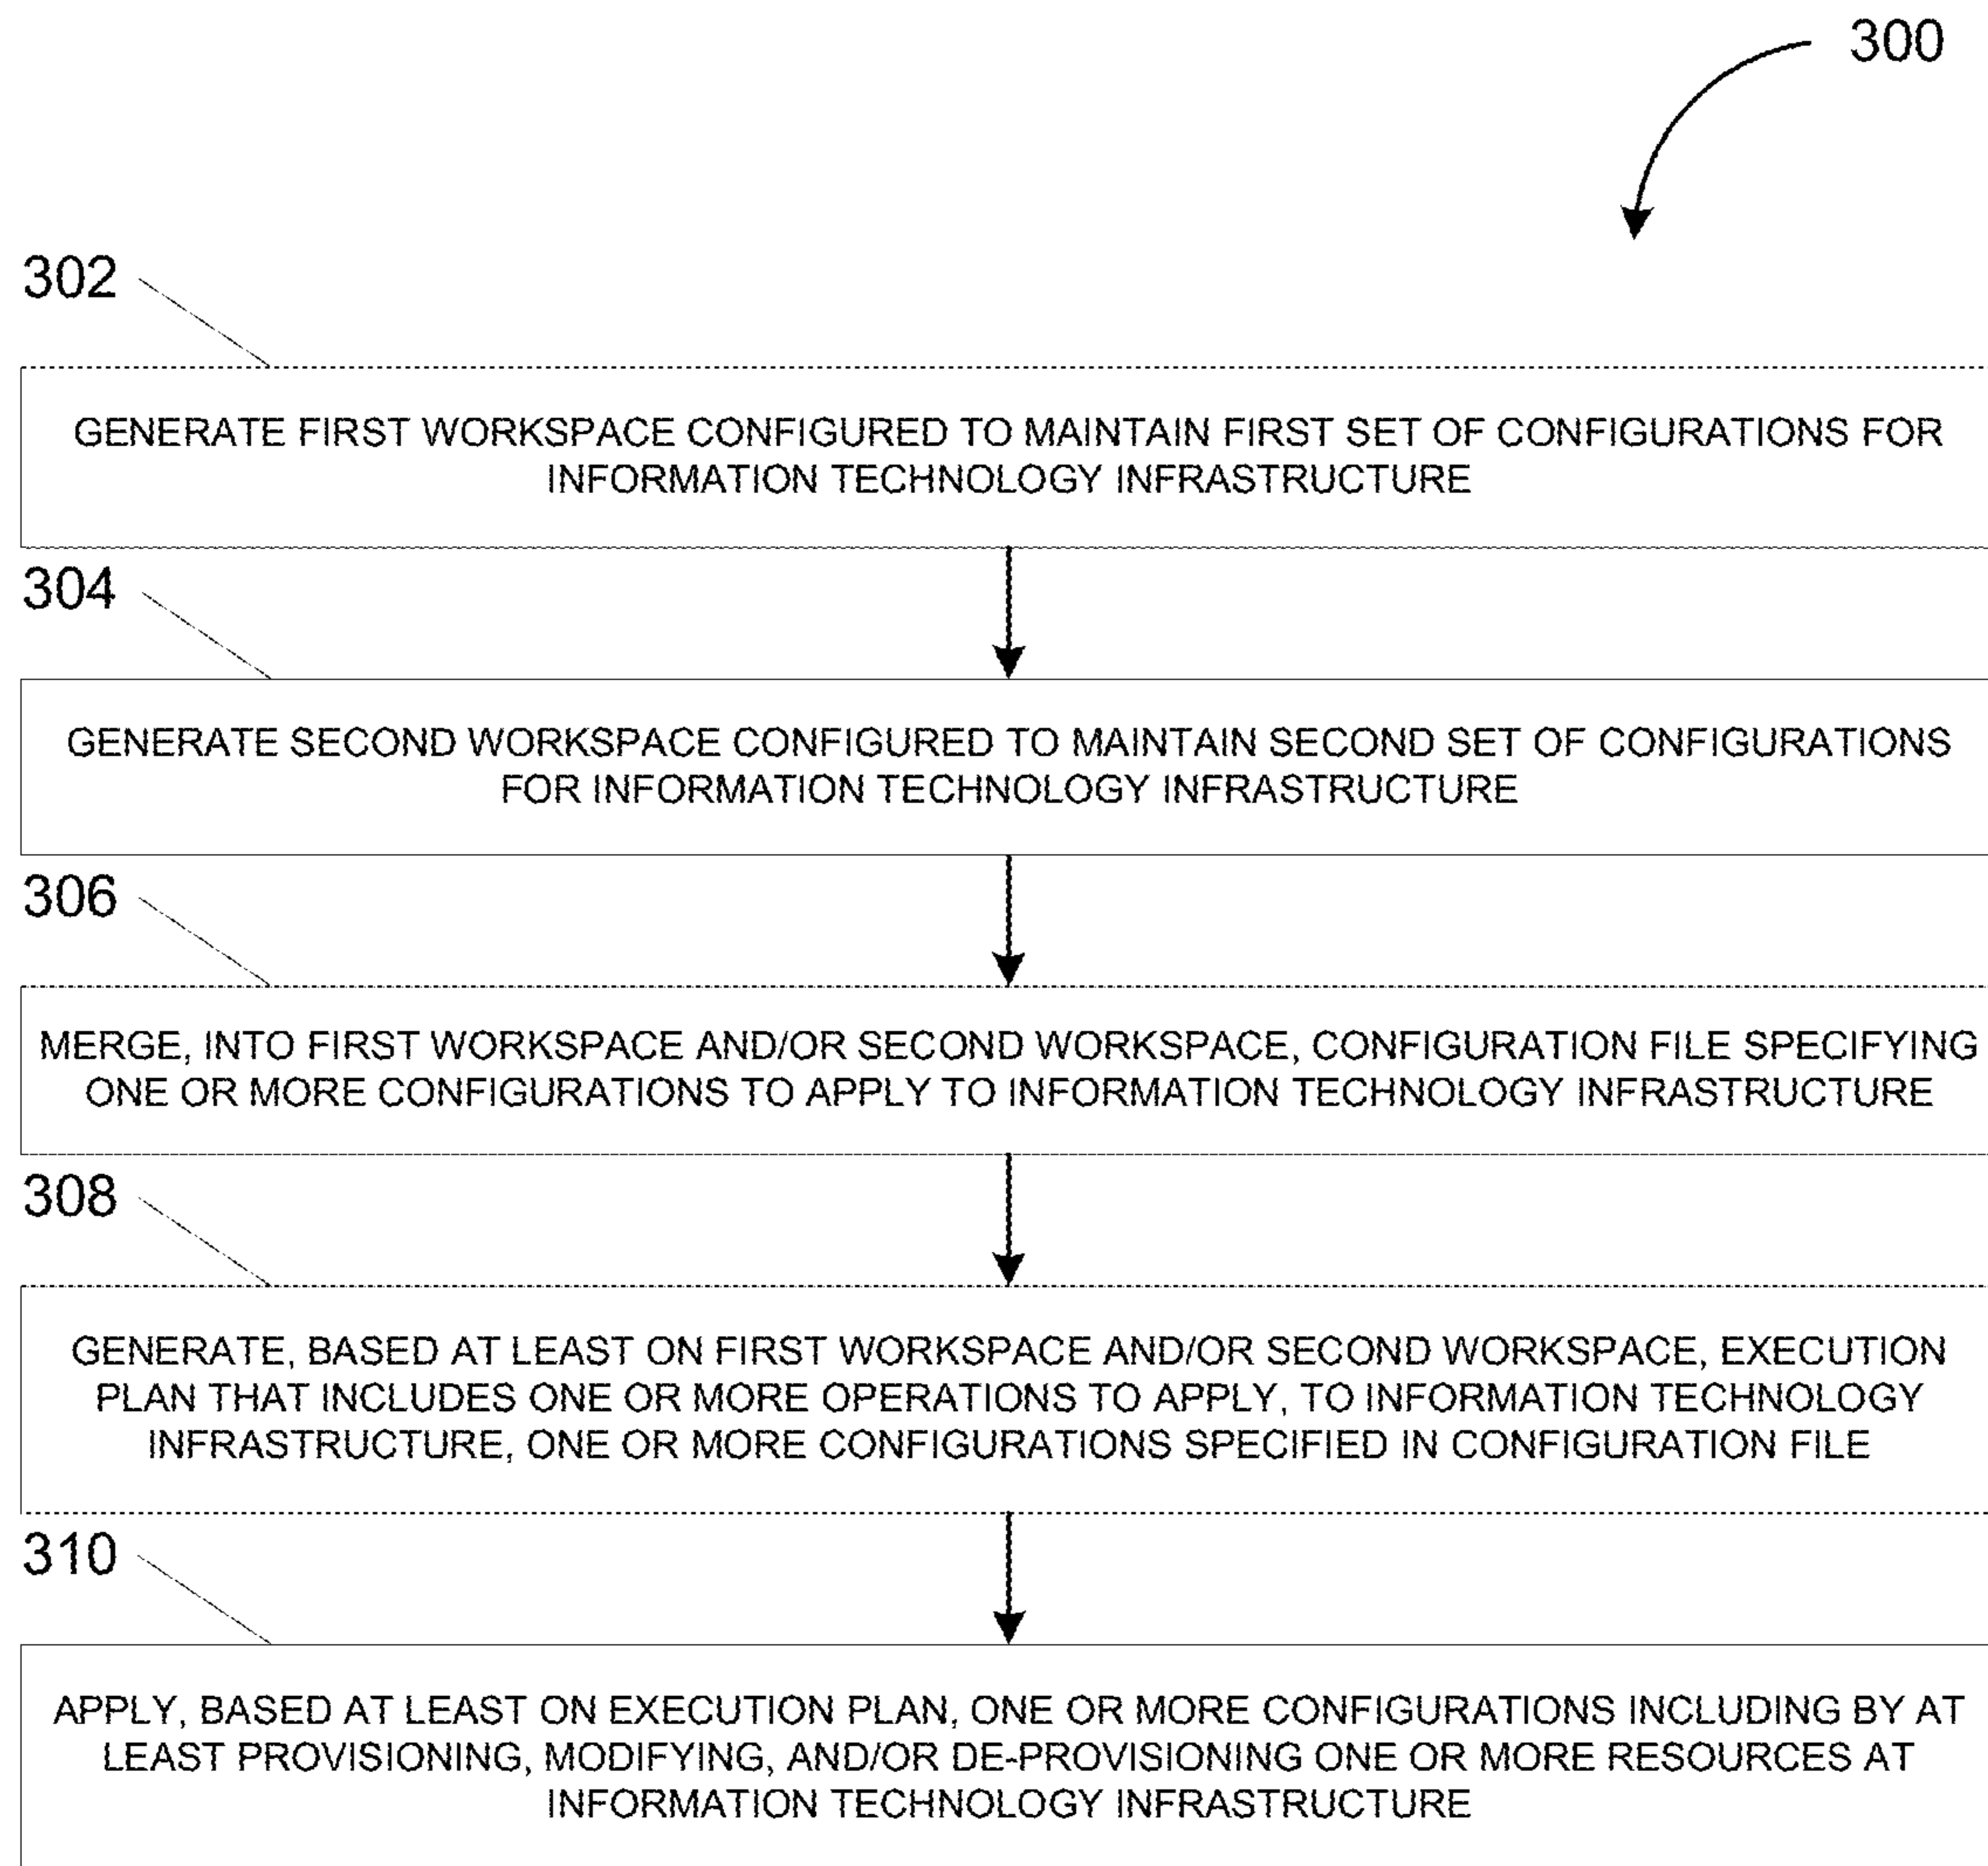 300
302
GENERATE FIRST WORKSPACE CONFIGURED TO MAINTAIN FIRST SET OF CONFIGURATIONS FOR
INFORMATION TECHNOLOGY INFRASTRUCTURE
304
GENERATE SECOND WORKSPACE CONFIGURED TO MAINTAIN SECOND SET OF CONFIGURATIONS
FOR INFORMATION TECHNOLOGY INFRASTRUCTURE
306
MERGE, INTO FIRST WORKSPACE AND/OR SECOND WORKSPACE, CONFIGURATION FILE SPECIFYING
ONE OR MORE CONFIGURATIONS TO APPLY TO INFORMATION TECHNOLOGY INFRASTRUCTURE
308
GENERATE, BASED AT LEAST ON FIRST WORKSPACE AND/OR SECOND WORKSPACE, EXECUTION
PLAN THAT INCLUDES ONE OR MORE OPERATIONS TO APPLY, TO INFORMATION TECHNOLOGY
INFRASTRUCTURE, ONE OR MORE CONFIGURATIONS SPECIFIED IN CONFIGURATION FILE
310
APPLY, BASED AT LEAST ON EXECUTION PLAN, ONE OR MORE CONFIGURATIONS INCLUDING BY AT
LEAST PROVISIONING, MODIFYING, AND/OR DE-PROVISIONING ONE OR MORE RESOURCES AT
INFORMATION TECHNOLOGY INFRASTRUCTURE